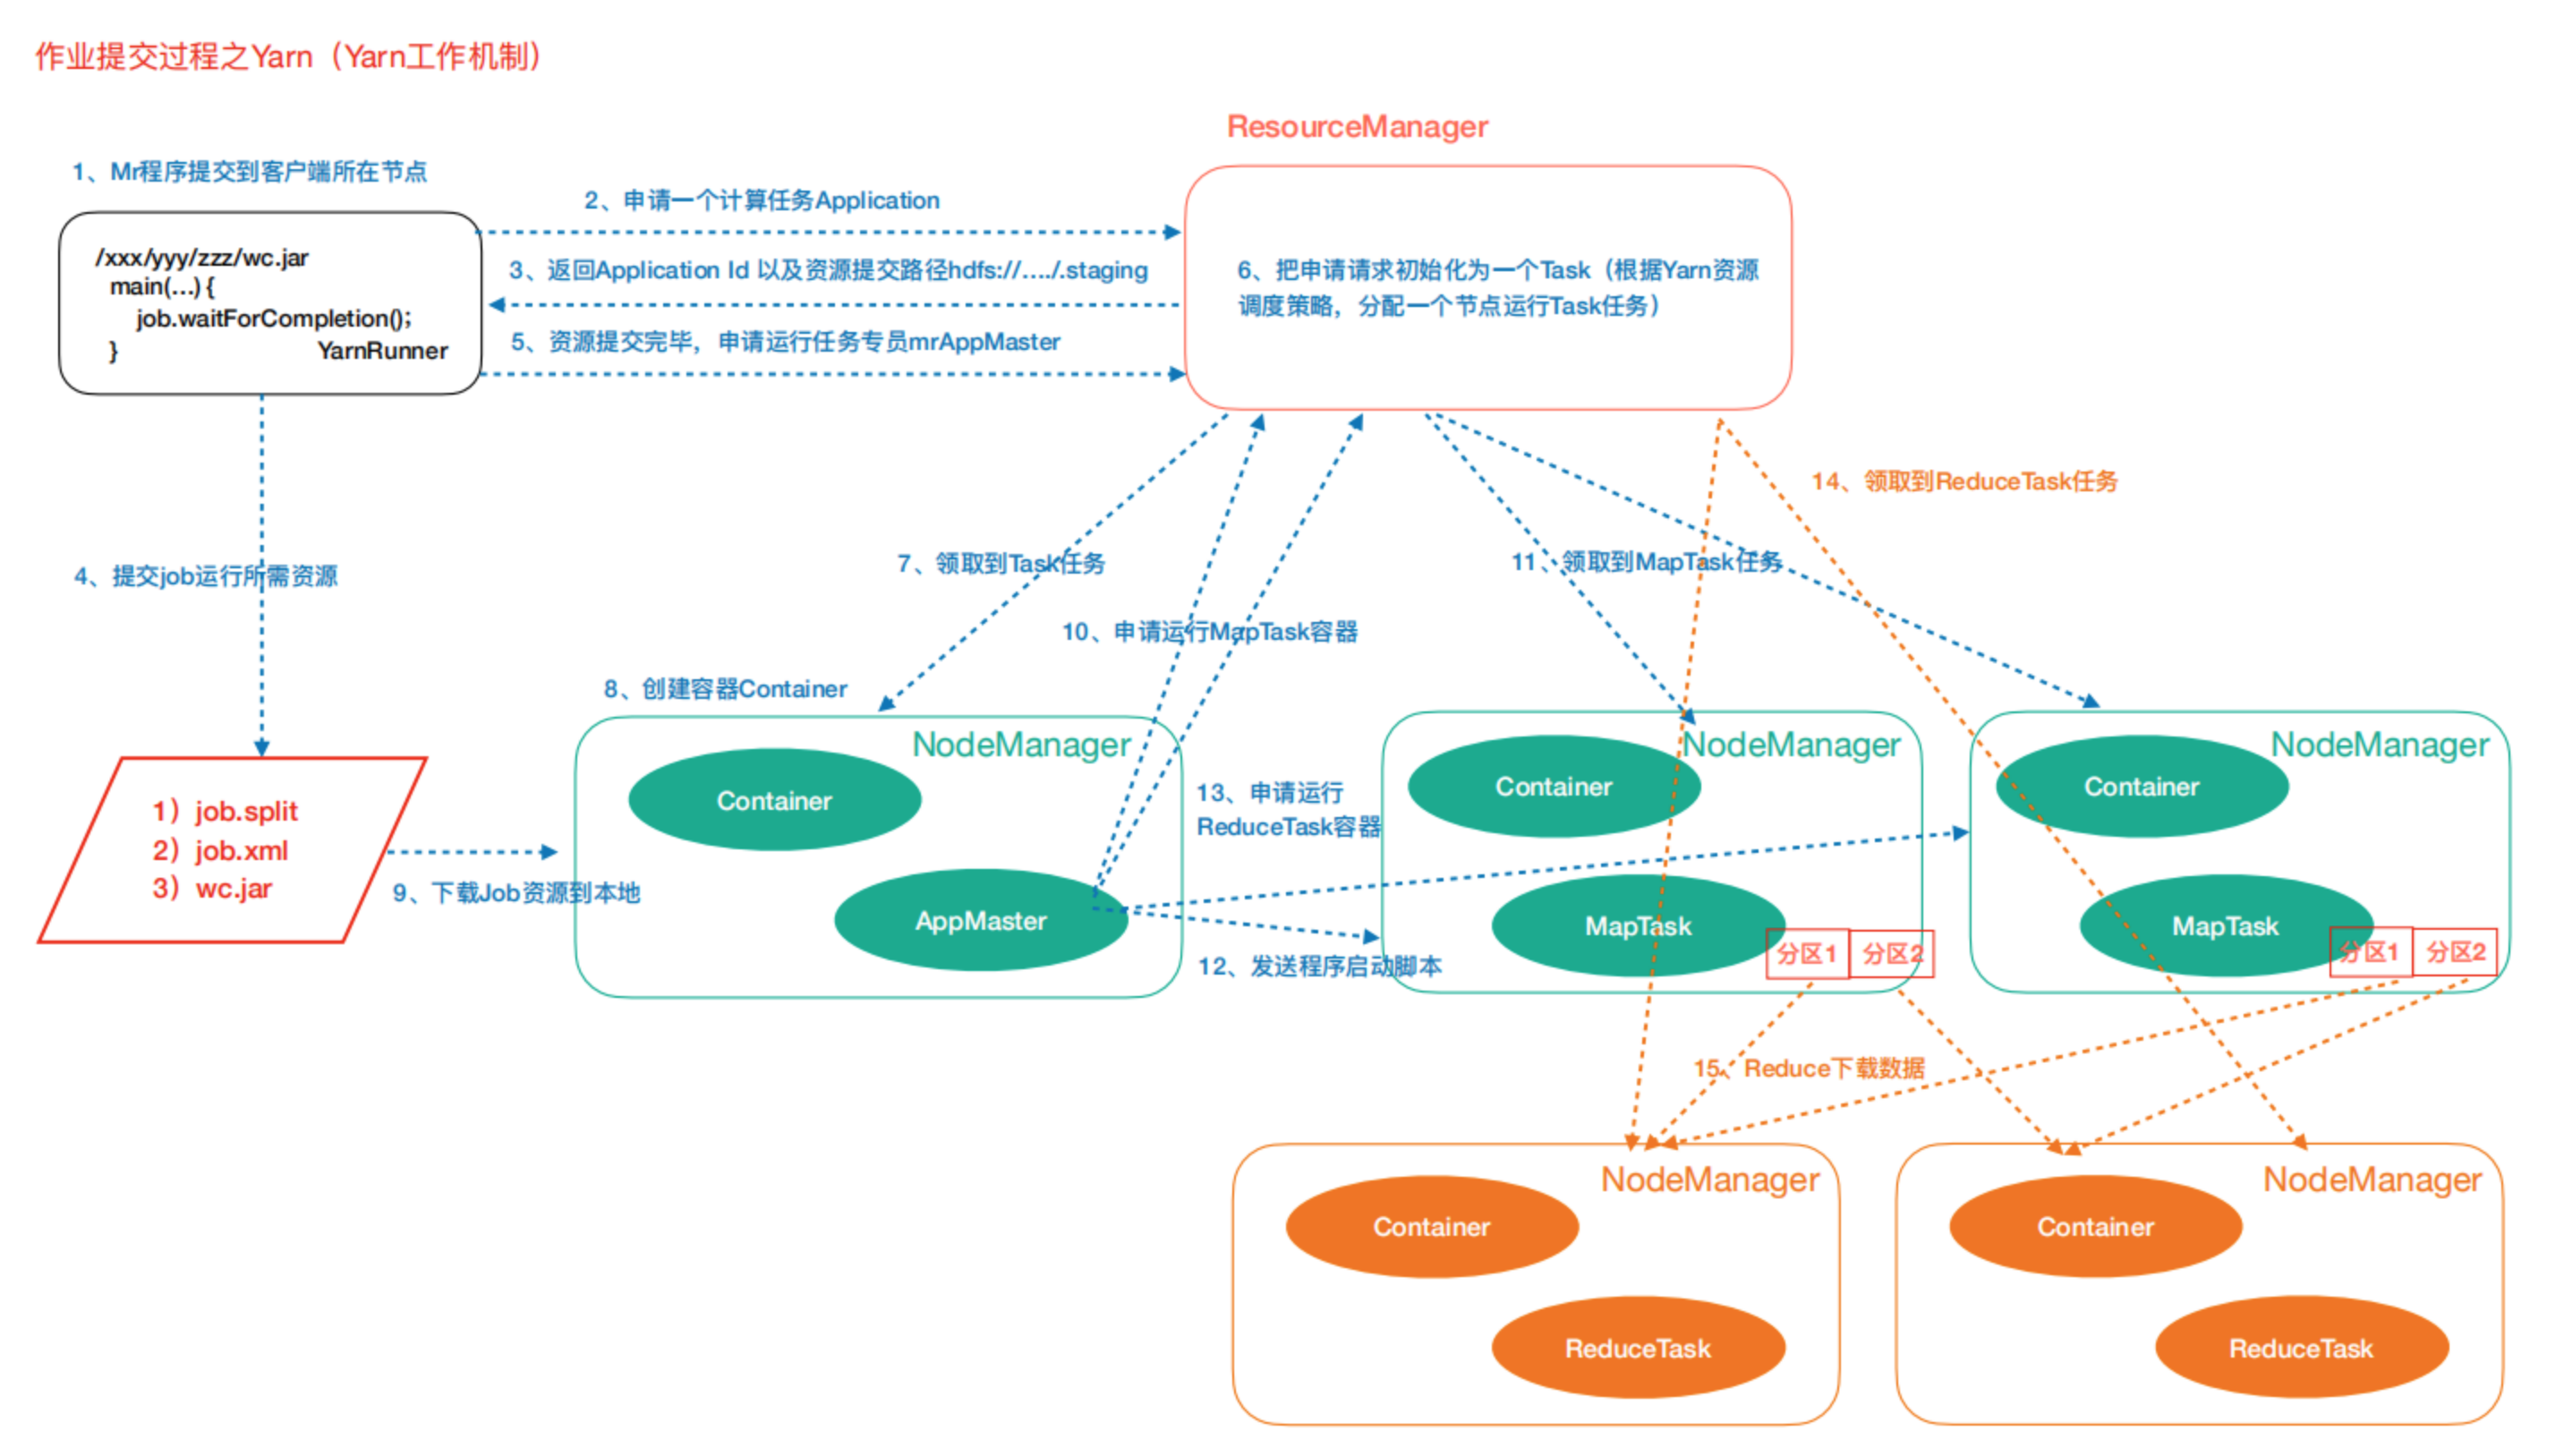 作业提交过程之Yarn（Yarn工作机制）
ResourceManager
1、Mr程序提交到客户端所在节点
2、申请一个计算任务Application
/xxx/yyy/zzz/wc.jar
main(...) {
job.waitForCompletion();
}
YarnRunner
3、返回Application Id 以及资源提交路径hdfs://…./.staging
5、资源提交完毕，申请运行任务专员mrAppMaster
6、把申请请求初始化为一个Task（根据Yarn资源
调度策略，分配一个节点运行Task任务）
14、领取到ReduceTask任务
7、领取到Task任务
11、领取到MapTask任务
4、提交job运行所需资源
10、申请运行MapTask容器
8、创建容器Container
NodeManager
Container
AppMaster
NodeManager
Container
MapTask
分区1
分区2
NodeManager
Container
MapTask
分区1
分区2
1）job.split
2）job.xml
3）wc.jar
9、下载Job资源到本地
13、申请运行
ReduceTask容器
12、发送程序启动脚本
15、Reduce下载数据
NodeManager
Container
ReduceTask
NodeManager
Container
ReduceTask